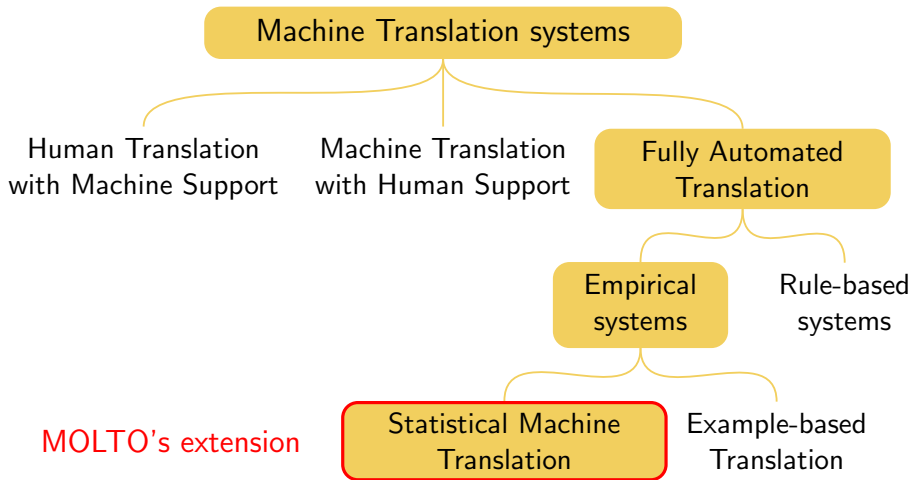 Machine Translation systems
Human Translation
with Machine Support
Machine Translation
with Human Support
Fully Automated
Translation
Empirical
systems
Rule-based
systems
MOLTO's extension
Statistical Machine
Translation
Example-based
Translation